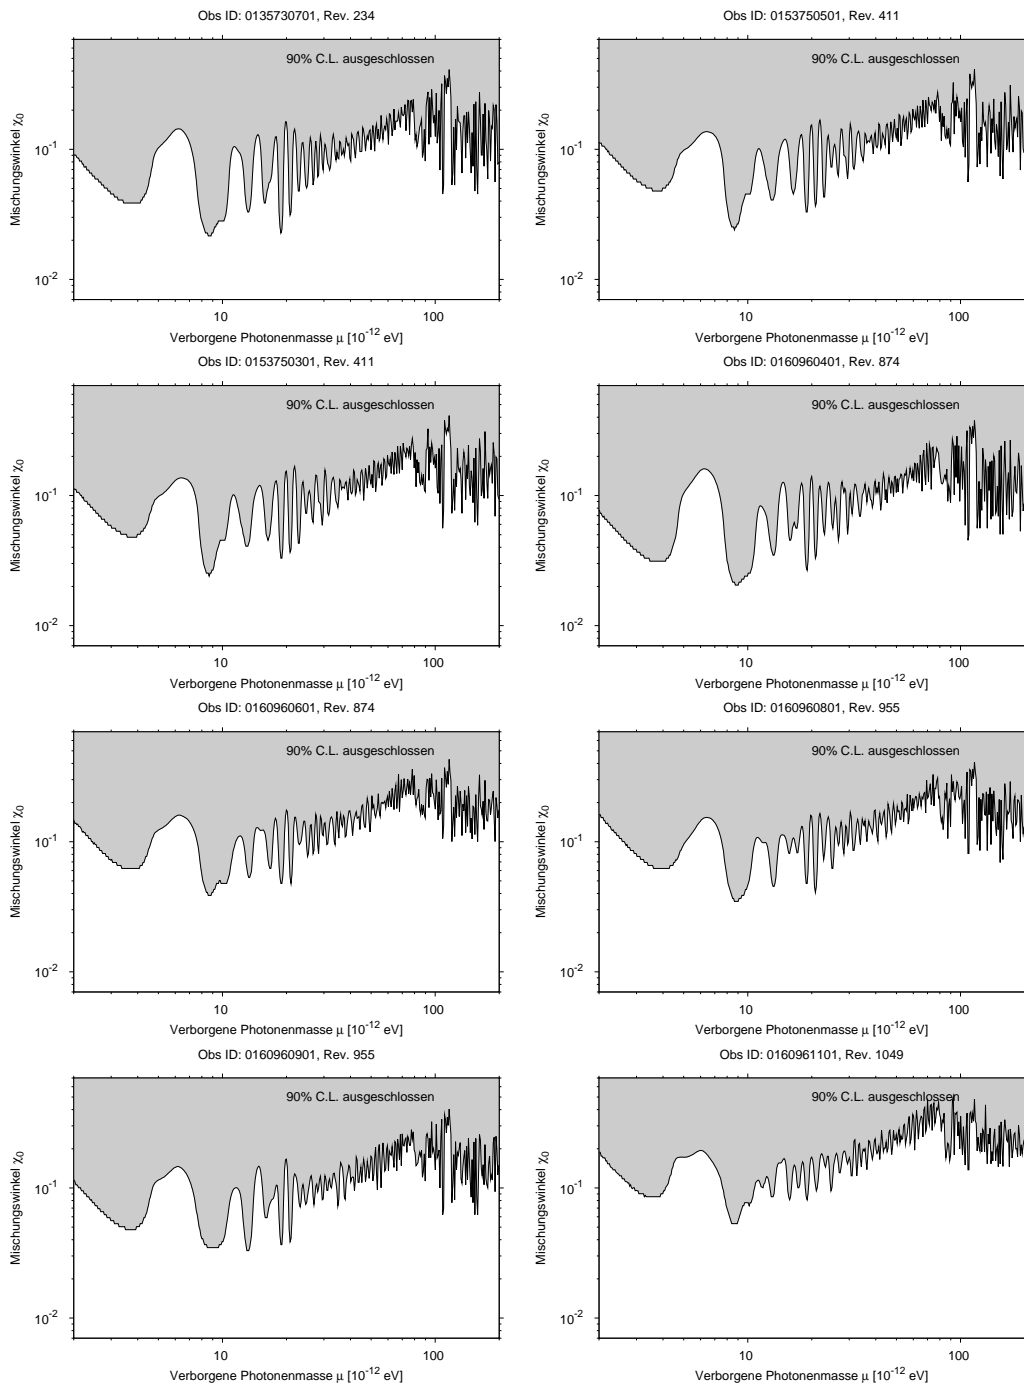 Obs ID: 0135730701, Rev. 234
90% C.L. ausgeschlossen
Mischungswinkel χ0
10-1
10-2
10
100
Verborgene Photonenmasse μ [10-12 eV]
Obs ID: 0153750501, Rev. 411
90% C.L. ausgeschlossen
Mischungswinkel χ0
10-1
10-2
10
100
Verborgene Photonenmasse μ [10-12 eV]
Obs ID: 0153750301, Rev. 411
90% C.L. ausgeschlossen
Mischungswinkel χ0
10-1
10-2
10
100
Verborgene Photonenmasse μ [10-12 eV]
Obs ID: 0160960401, Rev. 874
90% C.L. ausgeschlossen
Mischungswinkel χ0
10-1
10-2
10
100
Verborgene Photonenmasse μ [10-12 eV]
Obs ID: 0160960601, Rev. 874
90% C.L. ausgeschlossen
Mischungswinkel χ0
10-1
10-2
10
100
Verborgene Photonenmasse μ [10-12 eV]
Obs ID: 0160960801, Rev. 955
90% C.L. ausgeschlossen
Mischungswinkel χ0
10-1
10-2
10
100
Verborgene Photonenmasse μ [10-12 eV]
Obs ID: 0160960901, Rev. 955
90% C.L. ausgeschlossen
Mischungswinkel χ0
10-1
10-2
10
100
Verborgene Photonenmasse μ [10-12 eV]
Obs ID: 0160961101, Rev. 1049
90% C.L. ausgeschlossen
Mischungswinkel χ0
10-1
10-2
10
100
Verborgene Photonenmasse μ [10-12 eV]